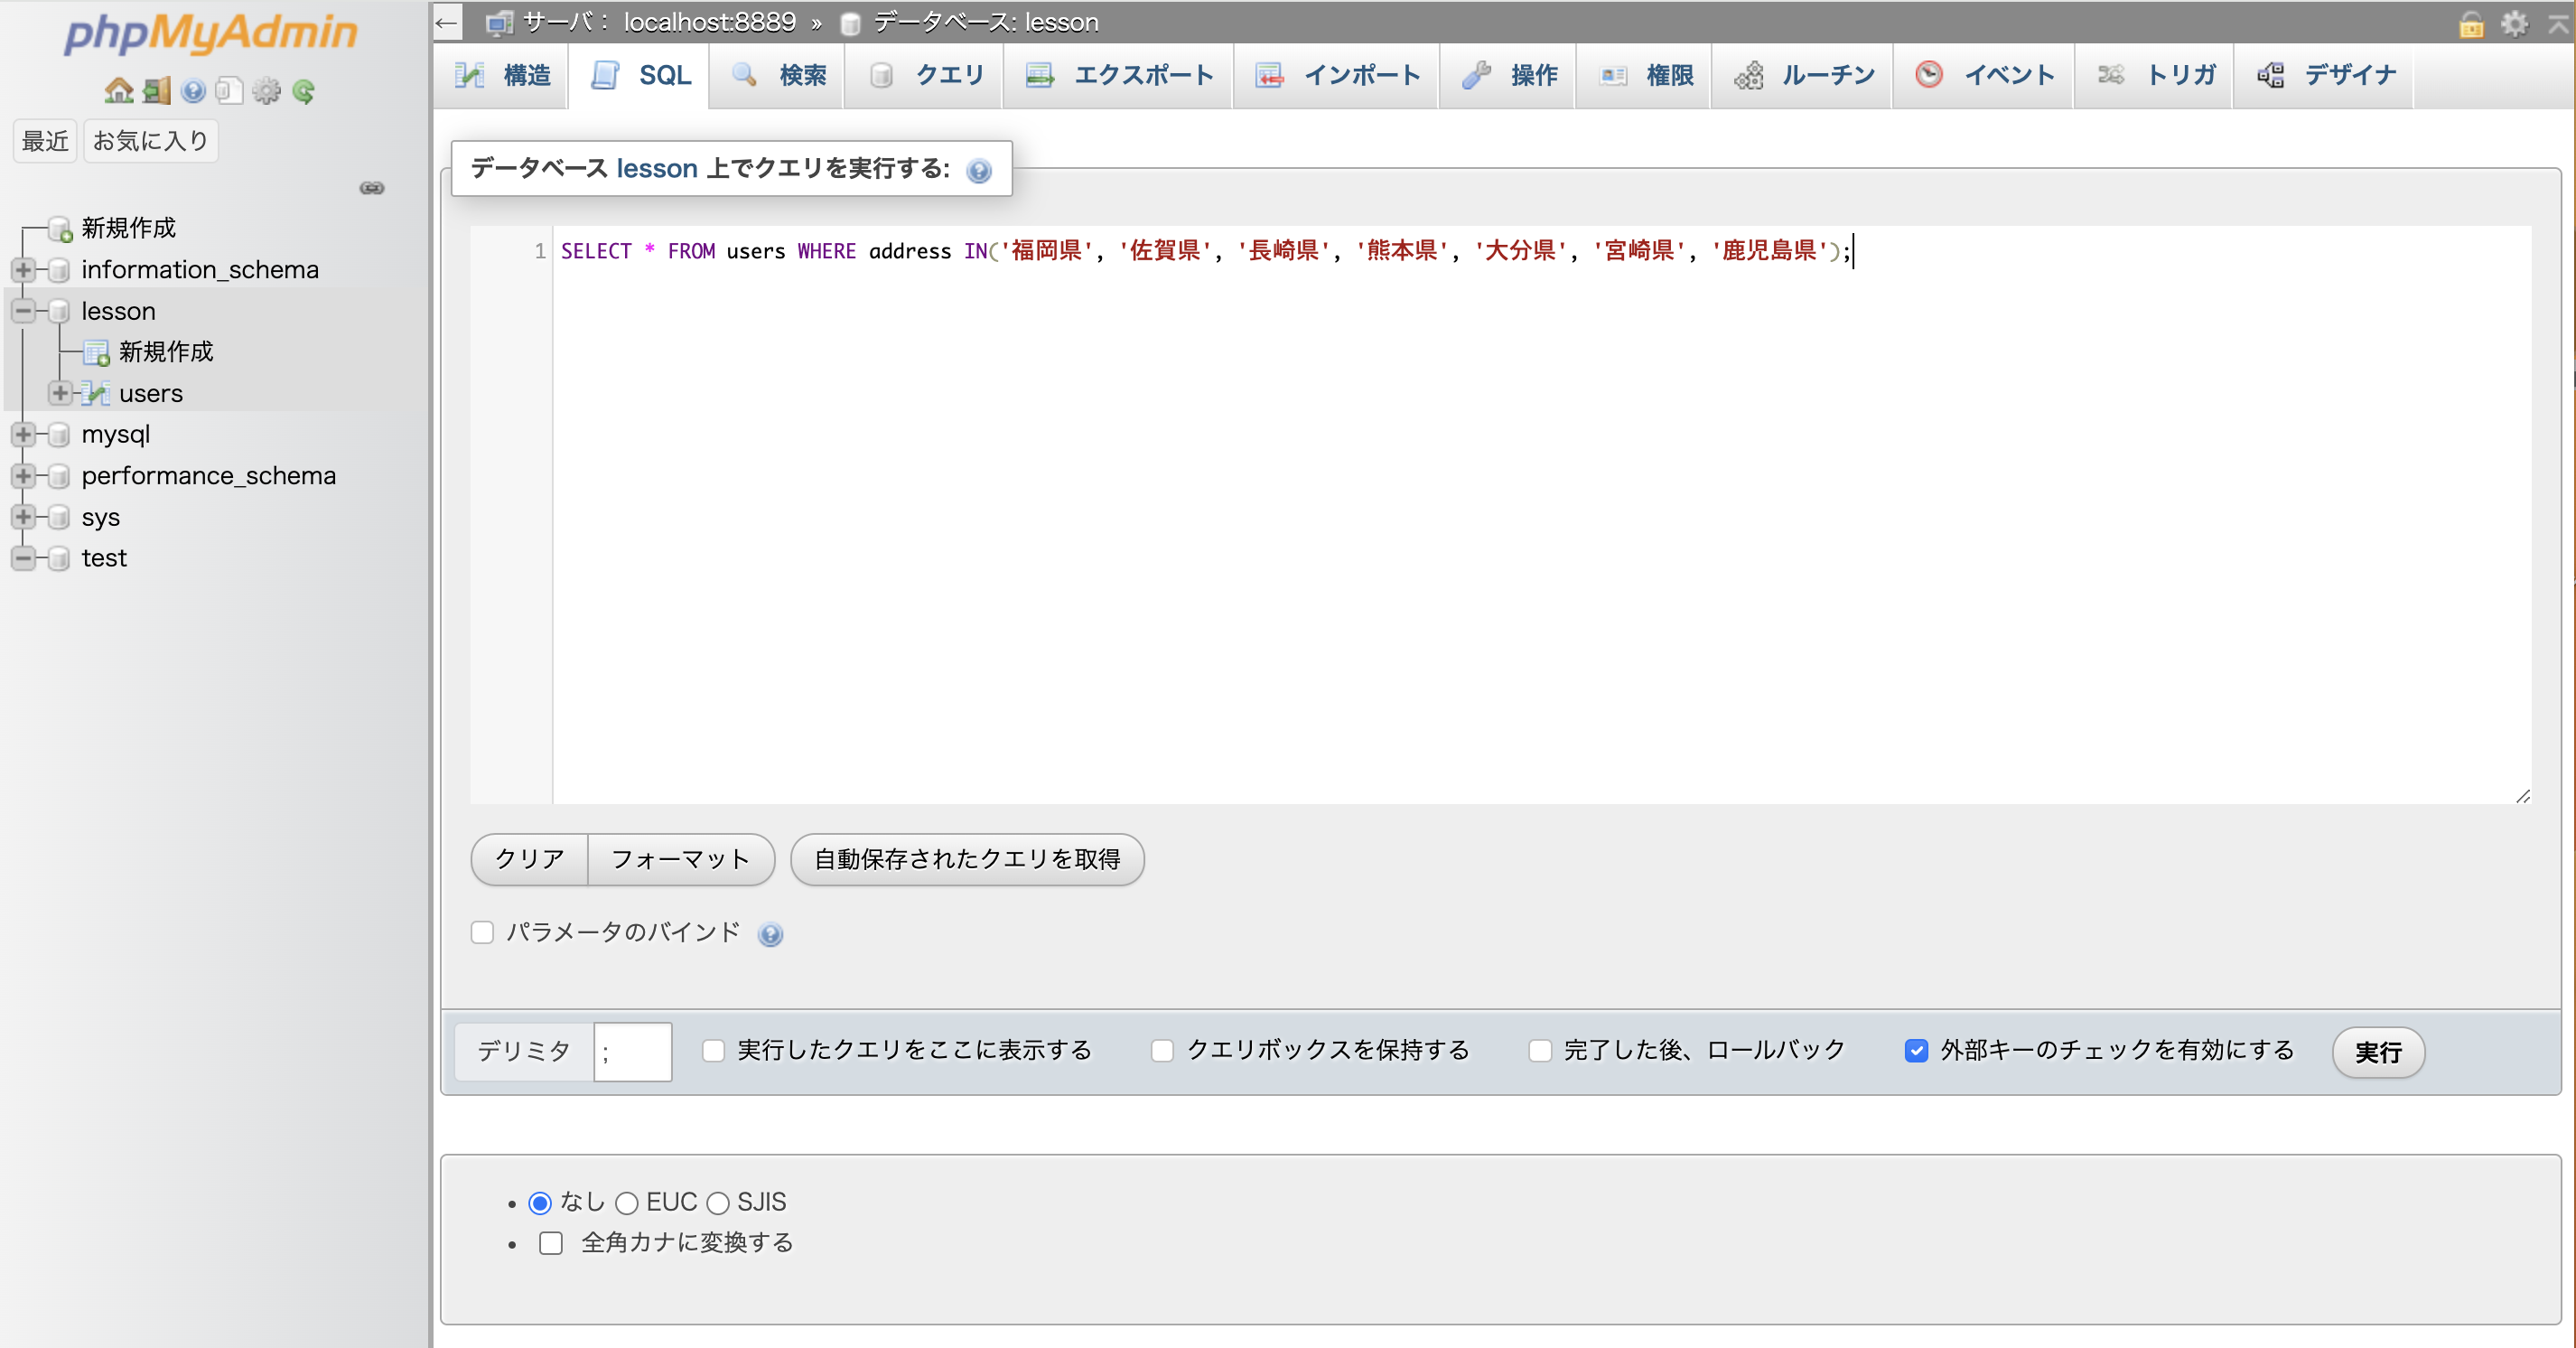 phpMyAdmin
最近 お気に入り
新規作成
information_schema
lesson
新規作成
users
mysql
performance_schema
sys
test
← サーバ： localhost:8889 » データベース: lesson
構造 SQL 検索 クエリ エクスポート インポート 操作 権限 ルーチン イベント トリガ デザイナ
データベース lesson 上でクエリを実行する:
1 SELECT * FROM users WHERE address IN('福岡県', '佐賀県', '長崎県', '熊本県', '大分県', '宮崎県', '鹿児島県');
クリア フォーマット 自動保存されたクエリを取得
パラメータのバインド
デリミタ ; 実行したクエリをここに表示する クエリボックスを保持する 完了した後、ロールバック 外部キーのチェックを有効にする 実行
• なし EUC SJIS
• 全角カナに変換する